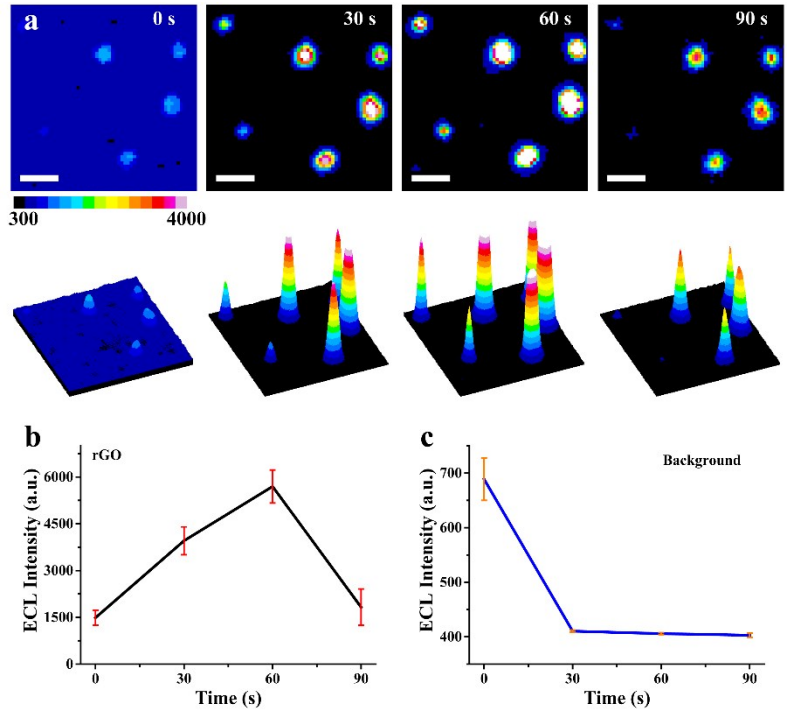 a
0 s
30 s
60 s
90 s
300
4000
b
rGO
6000
4500
3000
1500
0
0
30
60
90
ECL Intensity (a.u.)
Time (s)
c
Background
700
600
500
400
0
30
60
90
ECL Intensity (a.u.)
Time (s)